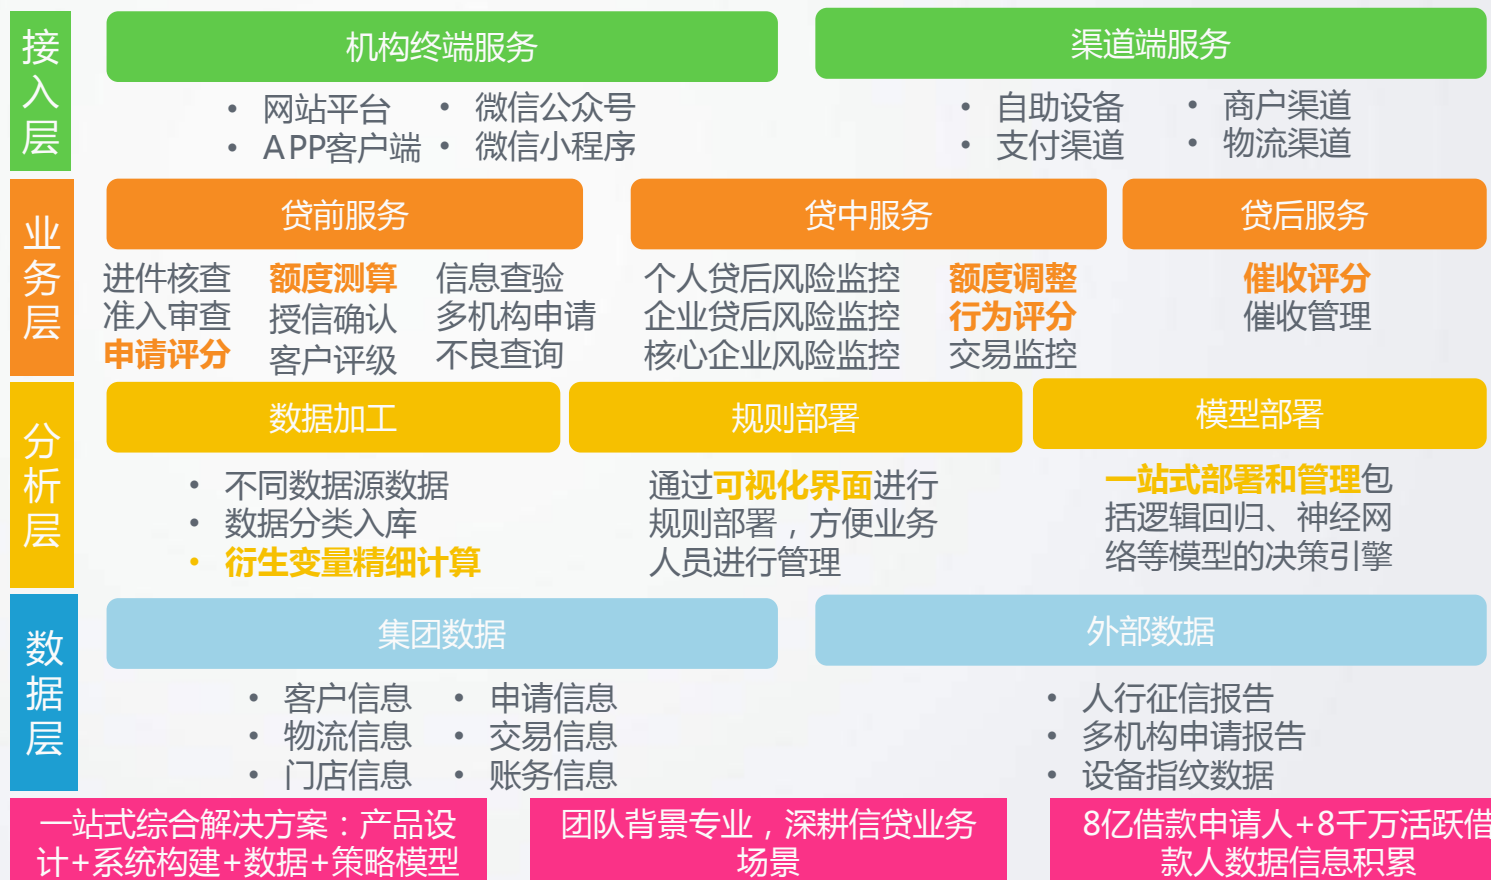 接入层
机构终端服务
渠道端服务
• 网站平台
• APP客户端
• 微信公众号
• 微信小程序
• 自助设备
• 支付渠道
• 商户渠道
• 物流渠道
业务层
贷前服务
贷中服务
贷后服务
进件核查
准入审查
申请评分
额度测算
授信确认
客户评级
信息查验
多机构申请
不良查询
个人贷后风险监控
企业贷后风险监控
核心企业风险监控
额度调整
行为评分
交易监控
催收评分
催收管理
分析层
数据加工
规则部署
模型部署
• 不同数据源数据
• 数据分类入库
• 衍生变量精细计算
通过可视化界面进行
规则部署，方便业务
人员进行管理
一站式部署和管理包
括逻辑回归、神经网
络等模型的决策引擎
数据层
集团数据
外部数据
• 客户信息
• 物流信息
• 门店信息
• 申请信息
• 交易信息
• 账务信息
• 人行征信报告
• 多机构申请报告
• 设备指纹数据
一站式综合解决方案：产品设
计+系统构建+数据+策略模型
团队背景专业，深耕信贷业务
场景
8亿借款申请人+8千万活跃借
款人数据信息积累